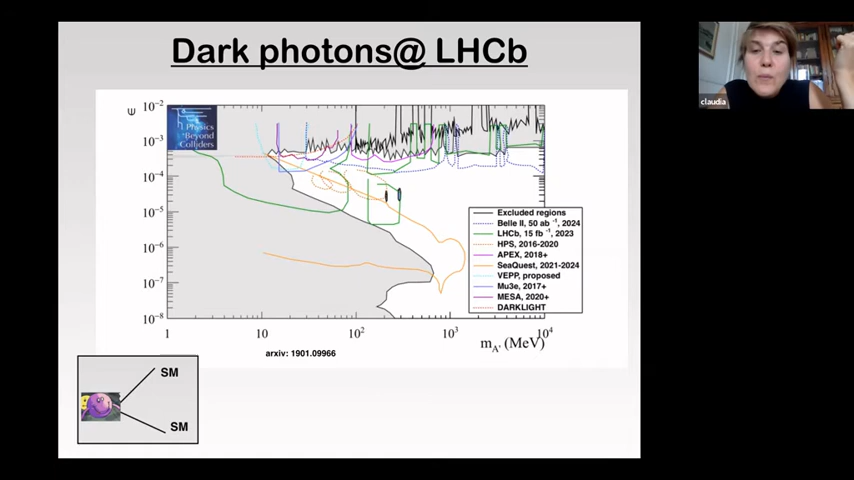 Dark photons@ LHCb
claudia
ε
10⁻²
10⁻³
10⁻⁴
10⁻⁵
10⁻⁶
10⁻⁷
10⁻⁸
Physics
Beyond
Colliders
Excluded regions
Belle II, 50 ab⁻¹, 2024
LHCb, 15 fb⁻¹, 2023
HPS, 2016-2020
APEX, 2018+
SeaQuest, 2021-2024
VEPP, proposed
Mu3e, 2017+
MESA, 2020+
DARKLIGHT
1 10 10² 10³ 10⁴
m_A' (MeV)
arxiv: 1901.09966
SM
SM